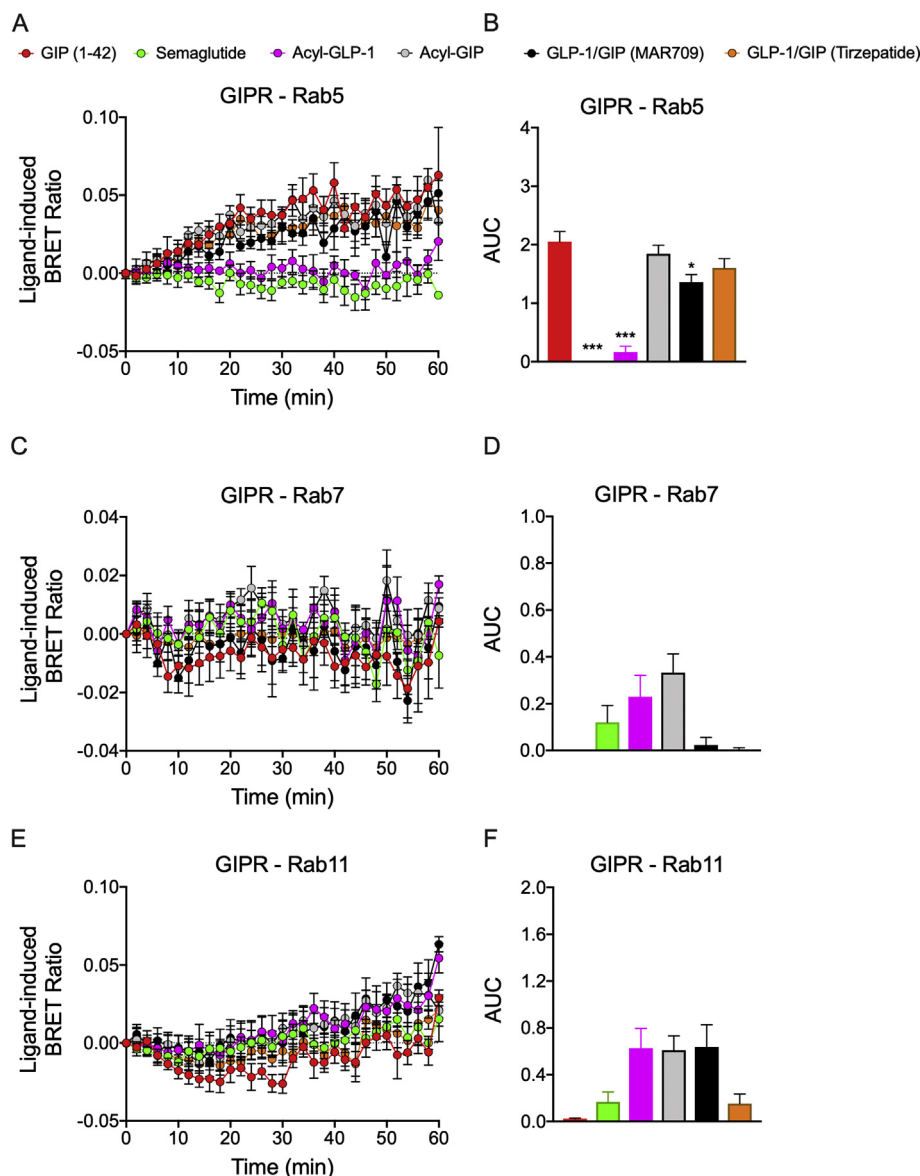 A
B
GIP (1-42) Semaglutide Acyl-GLP-1 Acyl-GIP GLP-1/GIP (MAR709) GLP-1/GIP (Tirzepatide)
GIPR - Rab5
Ligand-induced
BRET Ratio
0.10
0.05
0.00
-0.05
0 10 20 30 40 50 60
Time (min)
GIPR - Rab5
AUC
4
3
2
1
0
*** *** *
C
D
GIPR - Rab7
Ligand-induced
BRET Ratio
0.04
0.02
0.00
-0.02
-0.04
0 10 20 30 40 50 60
Time (min)
GIPR - Rab7
AUC
1.0
0.8
0.6
0.4
0.2
0.0
E
F
GIPR - Rab11
Ligand-induced
BRET Ratio
0.10
0.05
0.00
-0.05
0 10 20 30 40 50 60
Time (min)
GIPR - Rab11
AUC
2.0
1.6
1.2
0.8
0.4
0.0